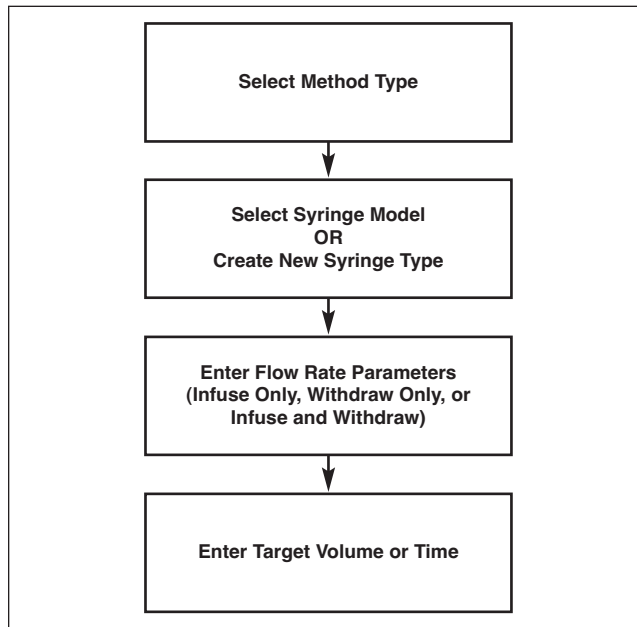 Select Method Type
Select Syringe Model
OR
Create New Syringe Type
Enter Flow Rate Parameters
(Infuse Only, Withdraw Only, or
Infuse and Withdraw)
Enter Target Volume or Time